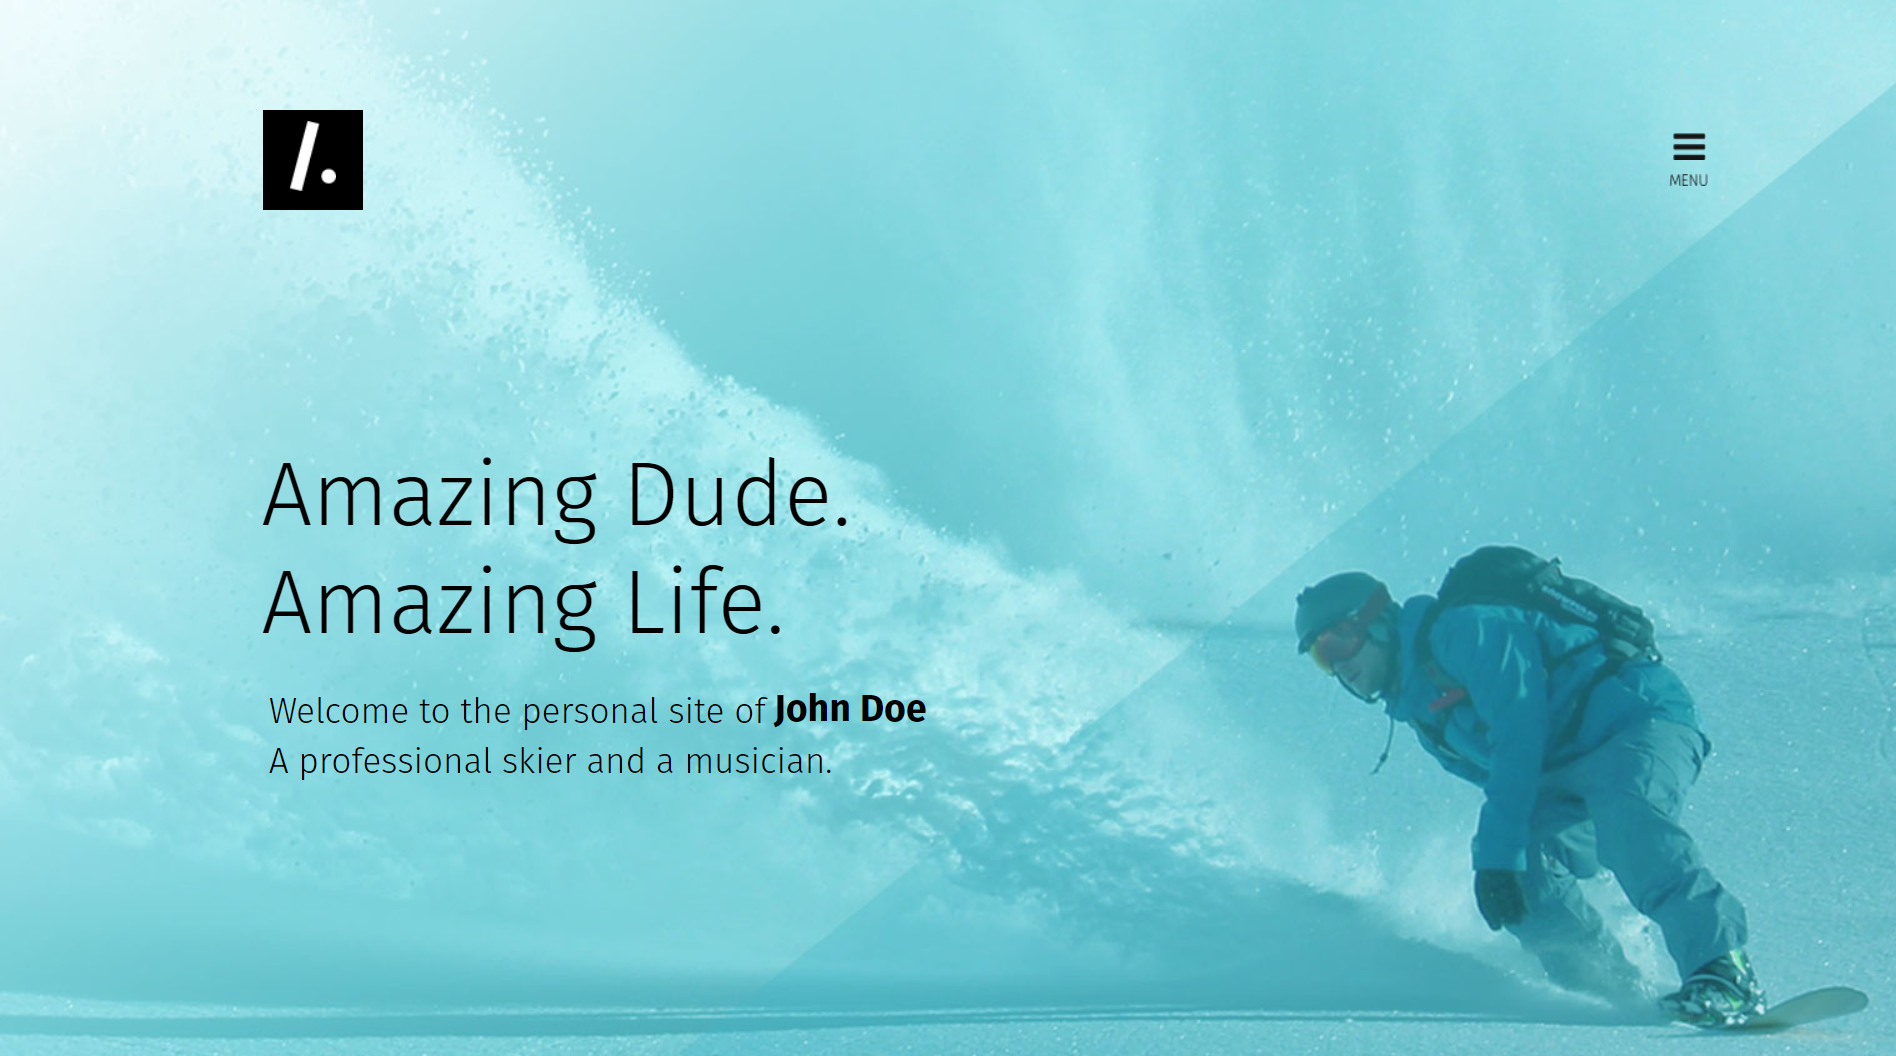 /.
MENU
Amazing Dude.
Amazing Life.
Welcome to the personal site of John Doe
A professional skier and a musician.